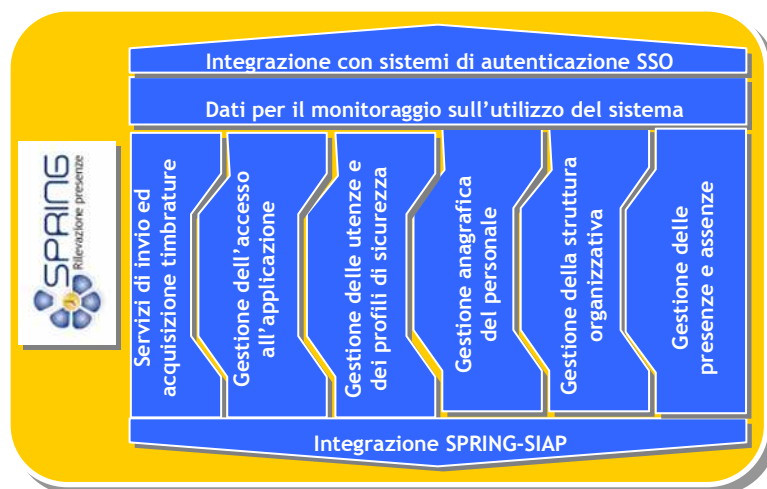 Integrazione con sistemi di autenticazione SSO
Dati per il monitoraggio sull'utilizzo del sistema
SPRING
Rilevazione presenze
Servizi di invio ed
acquisizione timbrature
Gestione dell'accesso
all'applicazione
Gestione delle utenze e
dei profili di sicurezza
Gestione anagrafica
del personale
Gestione della struttura
organizzativa
Gestione delle
presenze e assenze
Integrazione SPRING-SIAP